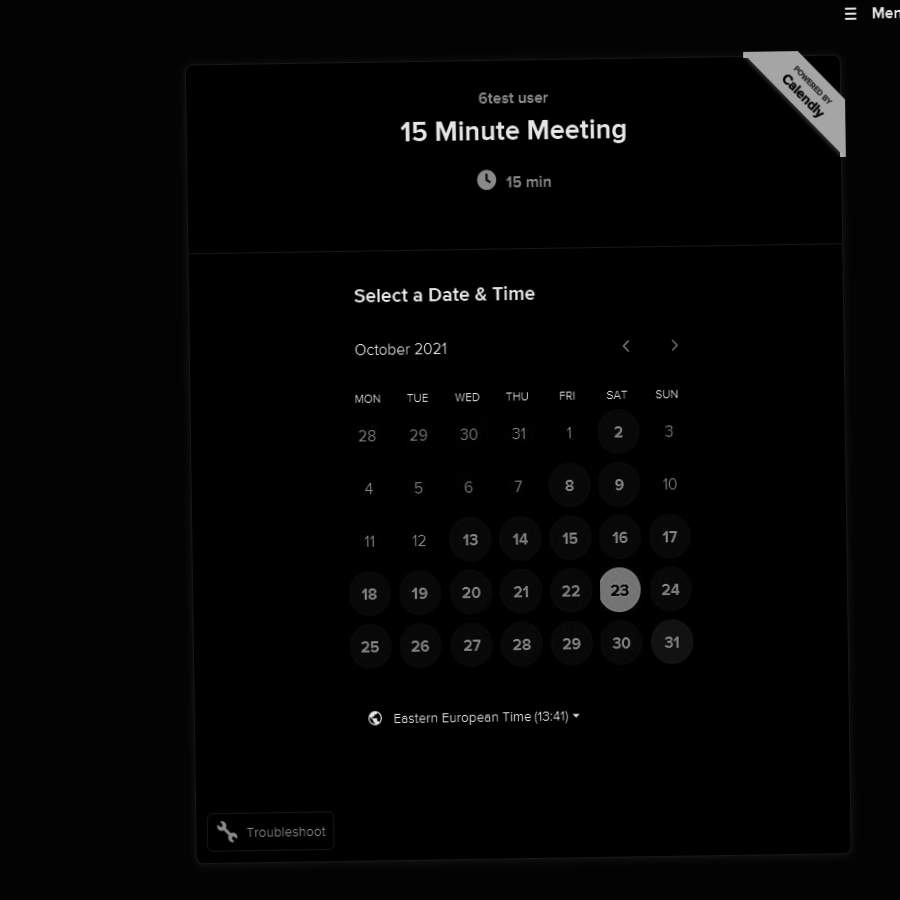 Men
POWERED BY
Calendly
6test user
15 Minute Meeting
15 min
Select a Date & Time
October 2021
MON TUE WED THU FRI SAT SUN
28 29 30 31 1 2 3
4 5 6 7 8 9 10
11 12 13 14 15 16 17
18 19 20 21 22 23 24
25 26 27 28 29 30 31
Eastern European Time (13:41)
Troubleshoot